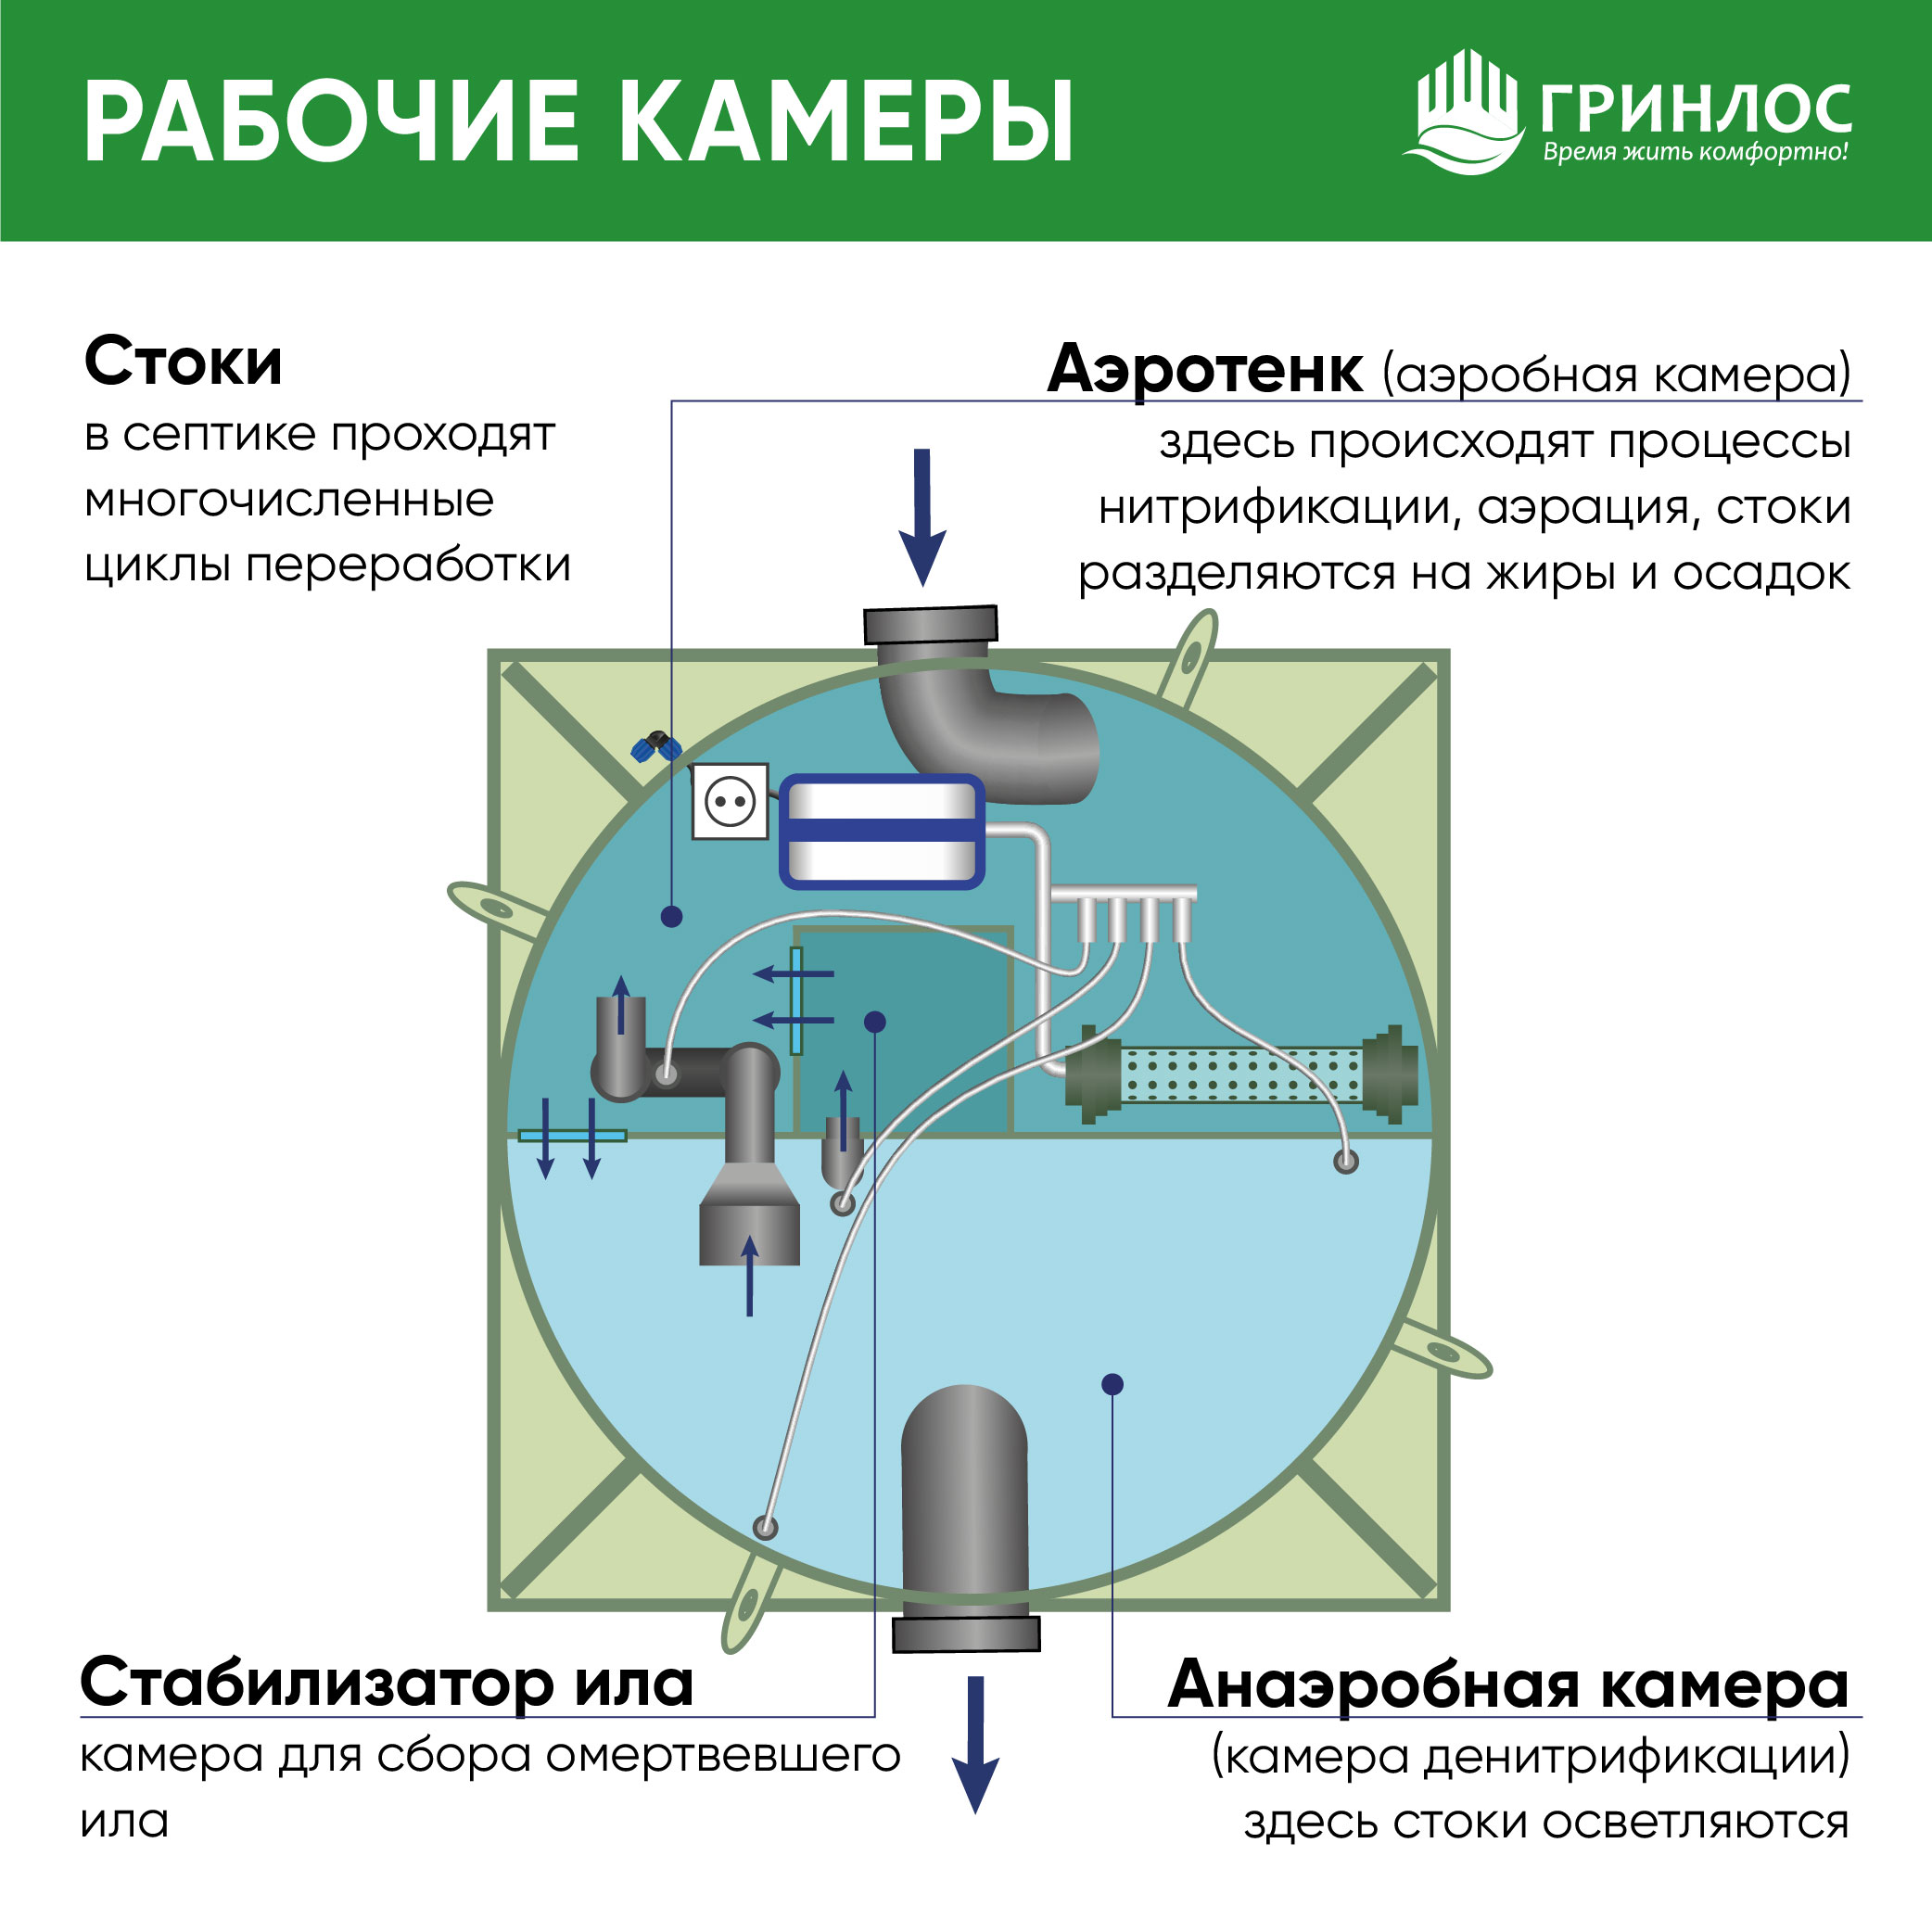 РАБОЧИЕ КАМЕРЫ
ГРИНЛОС
Время жить комфортно!
Стоки
в септике проходят
многочисленные
циклы переработки
Аэротенк (аэробная камера)
здесь происходят процессы
нитрификации, аэрация, стоки
разделяются на жиры и осадок
Стабилизатор ила
камера для сбора омертвевшего
ила
Анаэробная камера
(камера денитрификации)
здесь стоки осветляются